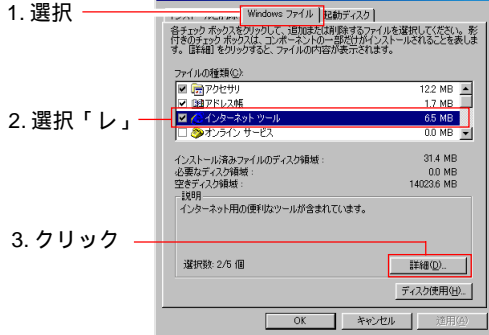 1. 選択
Windows ファイル
起動ディスク
各チェック ボックスをクリックして、追加または削除するファイルを選択してください。影
付きのチェック ボックスは、コンポーネントの一部だけがインストールされることを表しま
す。[詳細] をクリックすると、ファイルの内容が表示されます。
ファイルの種類(C):
アクセサリ 12.2 MB
アドレス帳 1.7 MB
2. 選択「レ」
インターネット ツール 6.5 MB
オンライン サービス 0.0 MB
インストール済みファイルのディスク領域: 31.4 MB
必要なディスク領域: 0.0 MB
空きディスク領域: 14023.6 MB
説明
インターネット用の便利なツールが含まれています。
3. クリック
選択数: 2/5 個
詳細(D)...
ディスク使用(H)...
OK
キャンセル
適用(A)